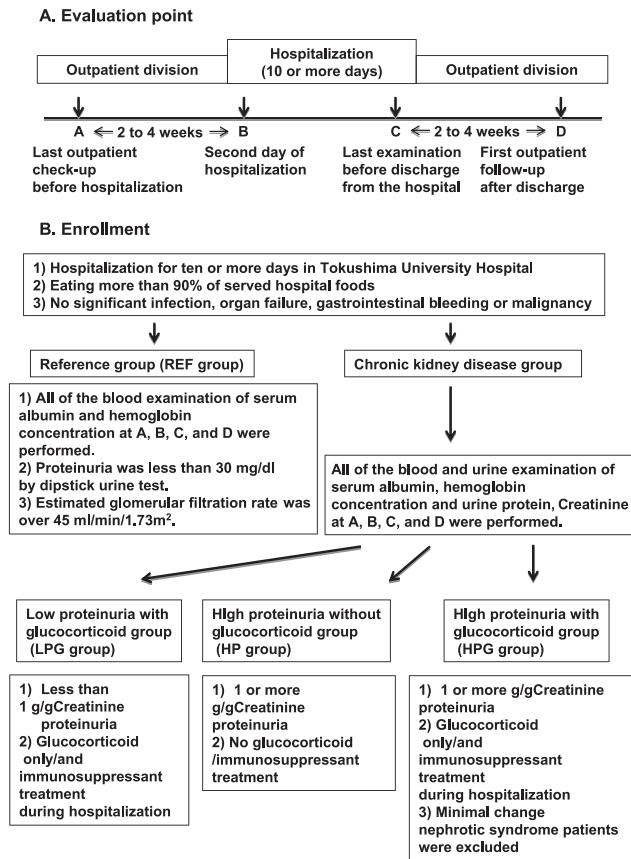 A. Evaluation point
Hospitalization
(10 or more days)
Outpatient division
Outpatient division
A
2 to 4 weeks
B
C
2 to 4 weeks
D
Last outpatient
check-up
before hospitalization
Second day of
hospitalization
Last examination
before discharge
from the hospital
First outpatient
follow-up
after discharge
B. Enrollment
1) Hospitalization for ten or more days in Tokushima University Hospital
2) Eating more than 90% of served hospital foods
3) No significant infection, organ failure, gastrointestinal bleeding or malignancy
Reference group (REF group)
1) All of the blood examination of serum
albumin and hemoglobin
concentration at A, B, C, and D were
performed.
2) Proteinuria was less than 30 mg/dl
by dipstick urine test.
3) Estimated glomerular filtration rate was
over 45 ml/min/1.73m².
Chronic kidney disease group
All of the blood and urine examination of
serum albumin, hemoglobin
concentration and urine protein, Creatinine
at A, B, C, and D were performed.
Low proteinuria with
glucocorticoid group
(LPG group)
1) Less than
1 g/gCreatinine
proteinuria
2) Glucocorticoid
only/and
immunosuppressant
treatment
during hospitalization
HIgh proteinuria without
glucocorticoid group
(HP group)
1) 1 or more
g/gCreatinine
proteinuria
2) No glucocorticoid
/immunosuppressant
treatment
HIgh proteinuria with
glucocorticoid group
(HPG group)
1) 1 or more g/gCreatinine
proteinuria
2) Glucocorticoid
only/and
immunosuppressant
treatment
during hospitalization
3) Minimal change
nephrotic syndrome patients
were excluded